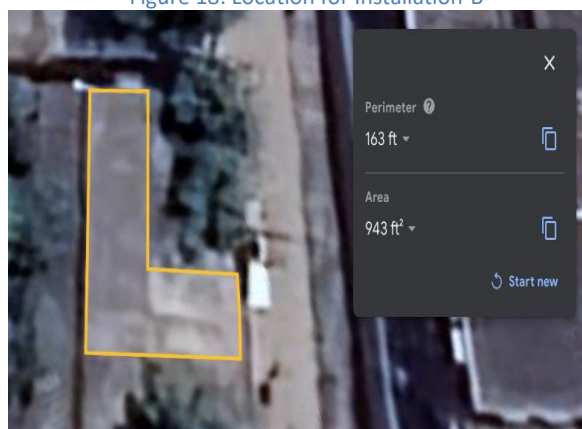 Figure 18: Location for Installation-B
Perimeter ?
163 ft
Area
943 ft²
Start new